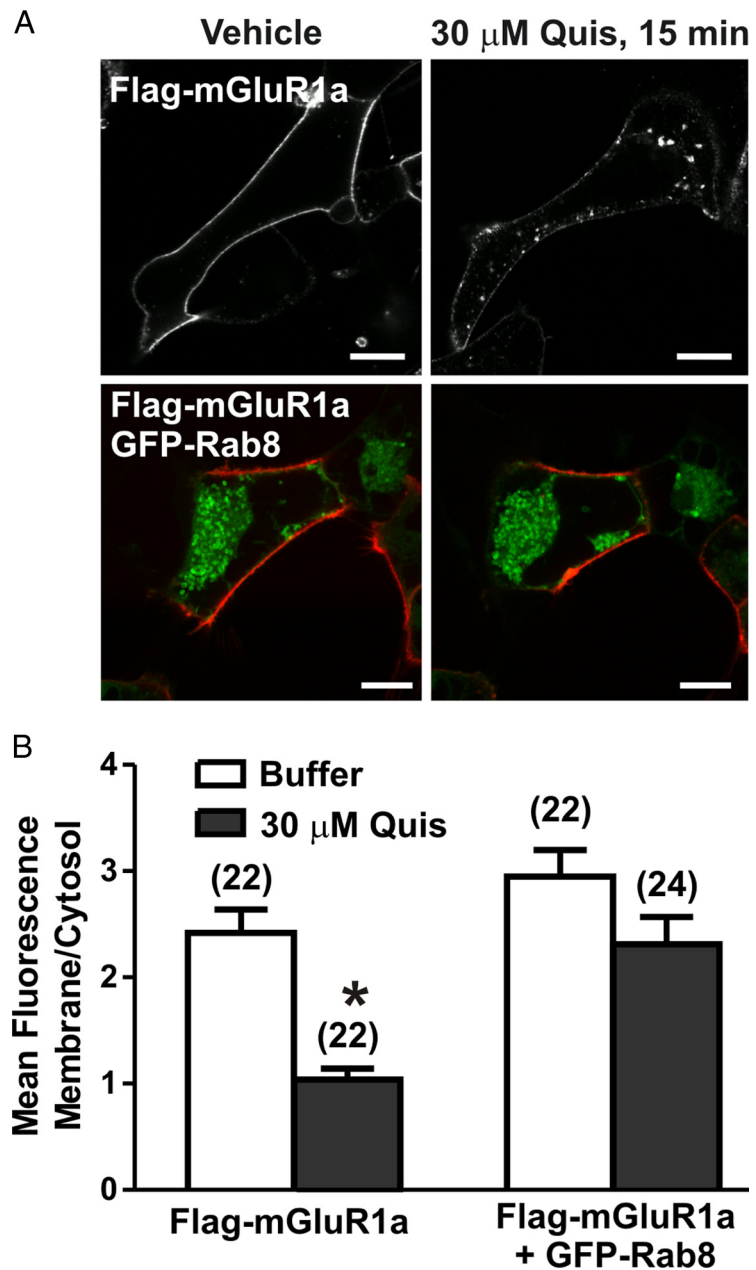 A
Vehicle
30 μM Quis, 15 min
Flag-mGluR1a
Flag-mGluR1a
GFP-Rab8
B
Mean Fluorescence
Membrane/Cytosol
4
3
2
1
0
Buffer
30 μM Quis
(22)
*
(22)
(22)
(24)
Flag-mGluR1a
Flag-mGluR1a
+ GFP-Rab8